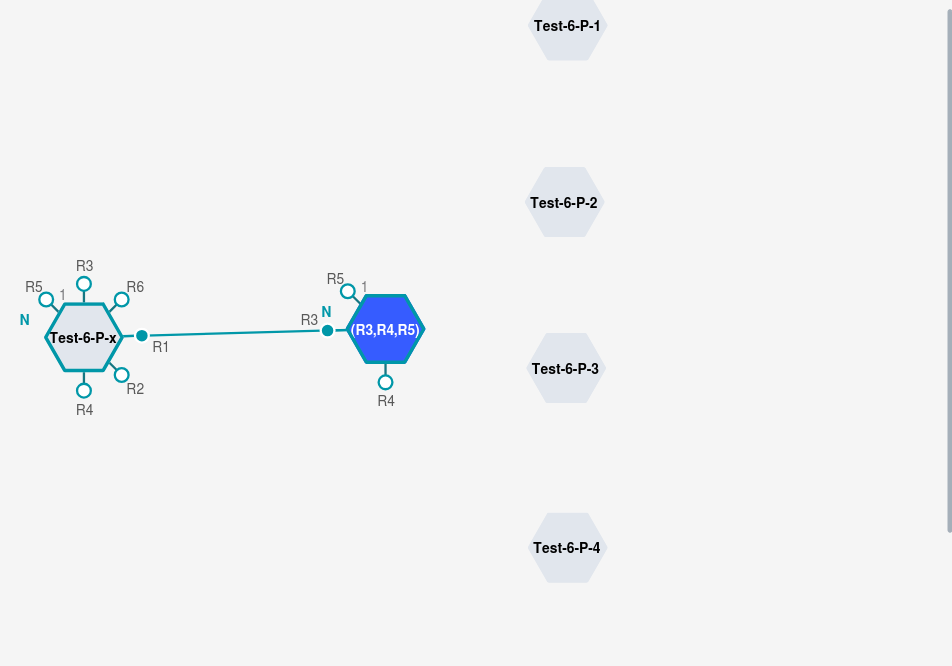 Test-6-P-1
Test-6-P-2
R3
R5
1
R6
N
Test-6-P-x
R1
R2
R4
R5
1
N
R3
(R3,R4,R5)
R4
Test-6-P-3
Test-6-P-4